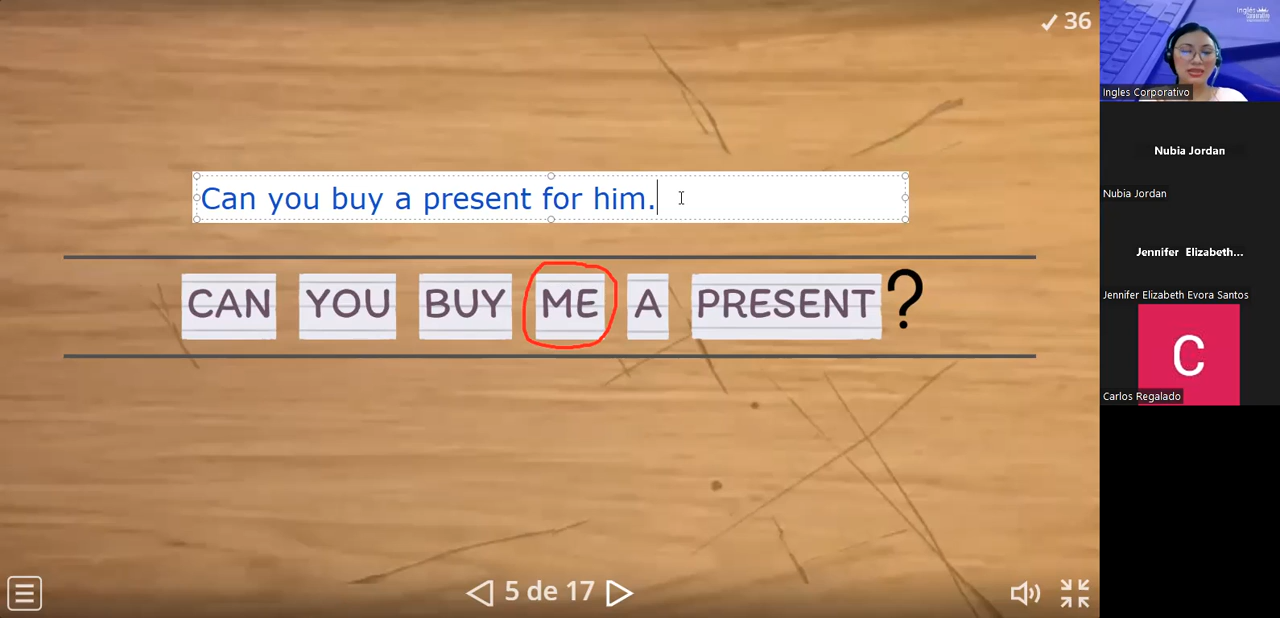 36
Can you buy a present for him.
CAN YOU BUY ME A PRESENT?
5 de 17
Ingles Corporativo
Nubia Jordan
Nubia Jordan
Jennifer Elizabeth...
Jennifer Elizabeth Evora Santos
C
Carlos Regalado